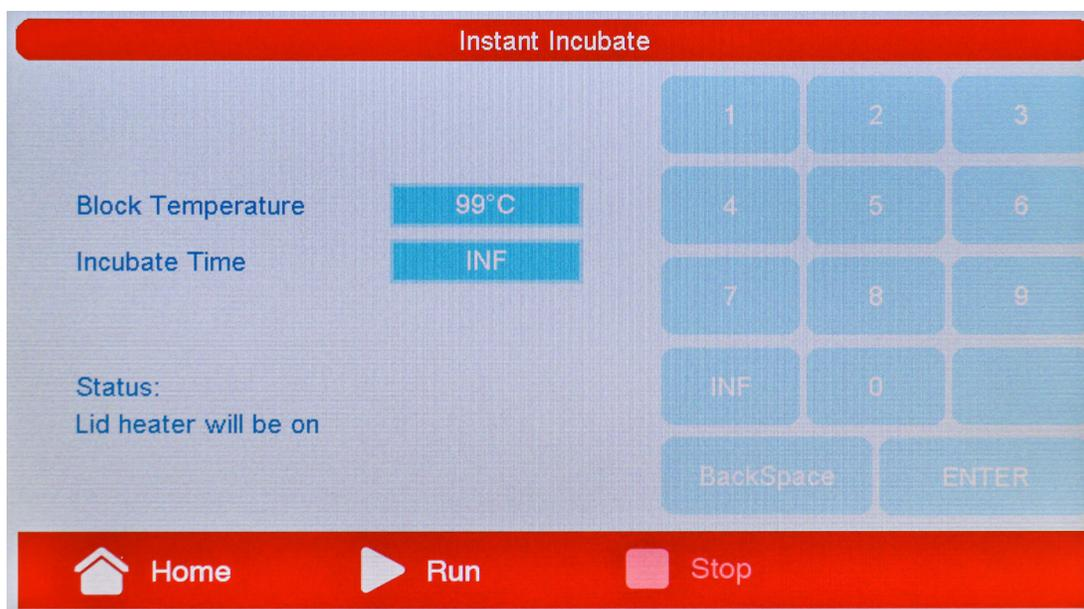 Instant Incubate
1 2 3
Block Temperature 99°C 4 5 6
Incubate Time INF
7 8 9
Status: INF 0
Lid heater will be on
BackSpace ENTER
Home Run Stop